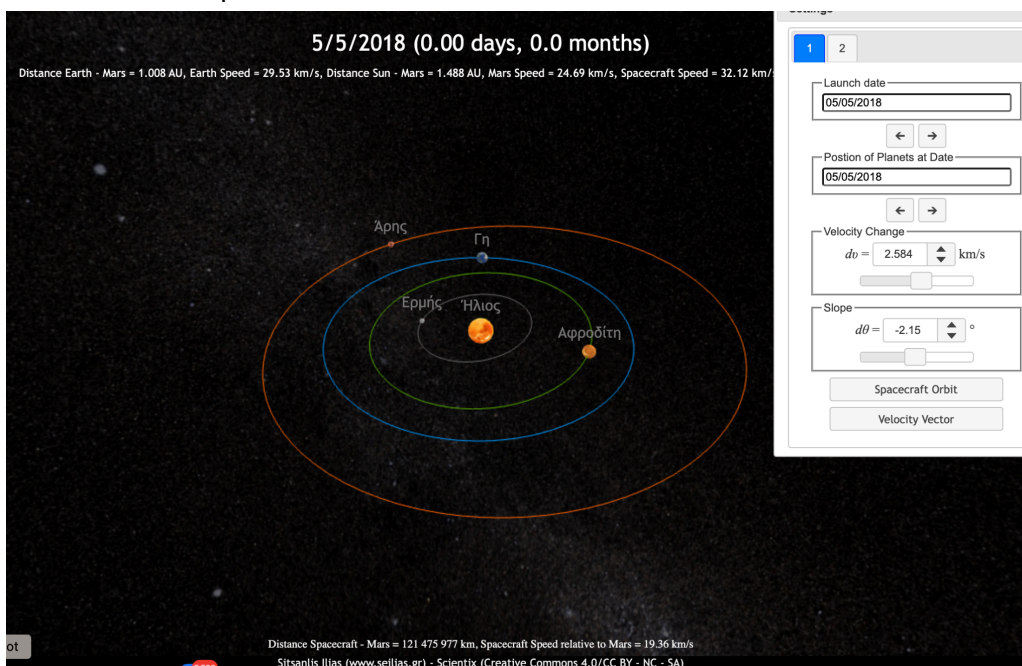 5/5/2018 (0.00 days, 0.0 months)
Distance Earth - Mars = 1.008 AU, Earth Speed = 29.53 km/s, Distance Sun - Mars = 1.488 AU, Mars Speed = 24.69 km/s, Spacecraft Speed = 32.12 km/
1 2
Launch date
05/05/2018
← →
Postion of Planets at Date
05/05/2018
← →
Velocity Change
dυ = 2.584 km/s
Slope
dθ = -2.15 °
Spacecraft Orbit
Velocity Vector
Άρης
Γη
Ερμής
Ήλιος
Αφροδίτη
ot
Distance Spacecraft - Mars = 121 475 977 km, Spacecraft Speed relative to Mars = 19.36 km/s
Sitsanlis Ilias (www.seilias.gr) - Scientix (Creative Commons 4.0/CC BY - NC - SA)